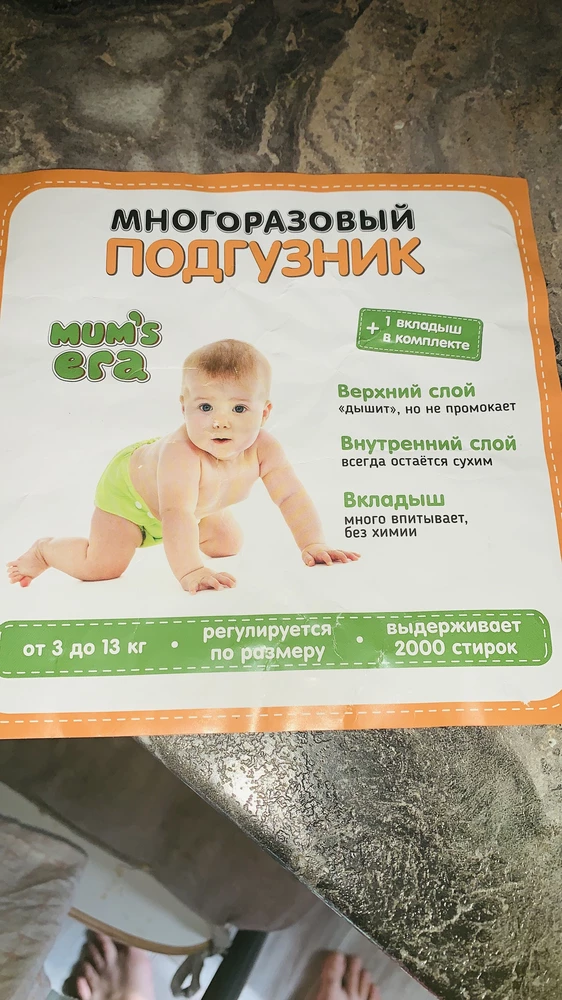 МНОГОРАЗОВЫЙ
ПОДГУЗНИК
mum's
era
+ 1 вкладыш
в комплекте
Верхний слой
«дышит», но не промокает
Внутренний слой
всегда остаётся сухим
Вкладыш
много впитывает,
без химии
от 3 до 13 кг • регулируется по размеру • выдерживает 2000 стирок